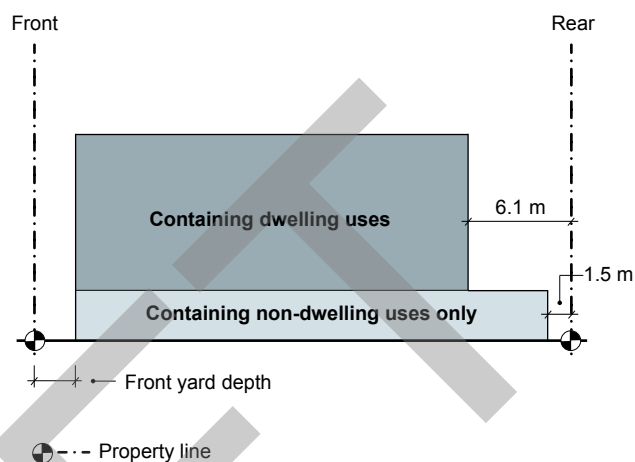 Front
Rear
Containing dwelling uses
6.1 m
1.5 m
Containing non-dwelling uses only
Front yard depth
Property line